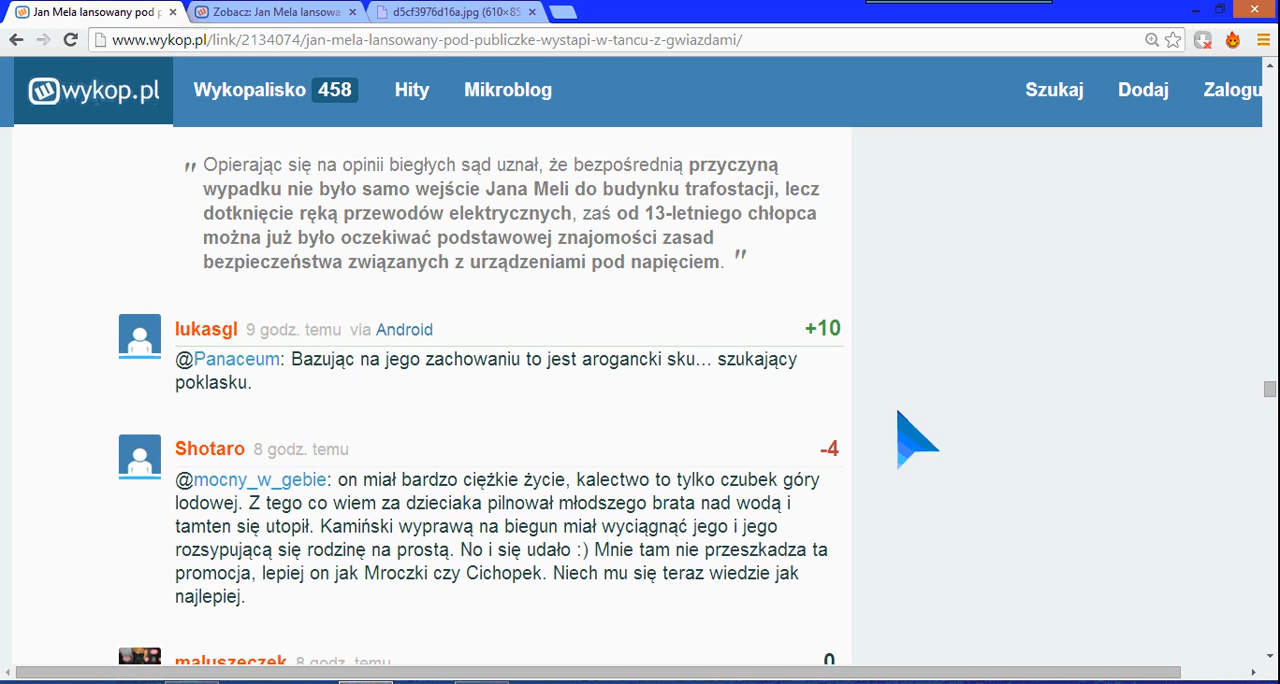 Jan Mela lansowany pod p
Zobacz: Jan Mela lansowa
d5cf3976d16a.jpg (610×85
www.wykop.pl/link/2134074/jan-mela-lansowany-pod-publiczke-wystapi-w-tancu-z-gwiazdami/
wykop.pl Wykopalisko 458 Hity Mikroblog Szukaj Dodaj Zalogu
" Opierając się na opinii biegłych sąd uznał, że bezpośrednią przyczyną
wypadku nie było samo wejście Jana Meli do budynku trafostacji, lecz
dotknięcie ręką przewodów elektrycznych, zaś od 13-letniego chłopca
można już było oczekiwać podstawowej znajomości zasad
bezpieczeństwa związanych z urządzeniami pod napięciem. "
lukasgl 9 godz. temu via Android +10
@Panaceum: Bazując na jego zachowaniu to jest arogancki sku... szukający
poklasku.
Shotaro 8 godz. temu -4
@mocny_w_gebie: on miał bardzo ciężkie życie, kalectwo to tylko czubek góry
lodowej. Z tego co wiem za dzieciaka pilnował młodszego brata nad wodą i
tamten się utopił. Kamiński wyprawą na biegun miał wyciągnąć jego i jego
rozsypującą się rodzinę na prostą. No i się udało :) Mnie tam nie przeszkadza ta
promocja, lepiej on jak Mroczki czy Cichopek. Niech mu się teraz wiedzie jak
najlepiej.
maluszeczek 8 godz. temu 0